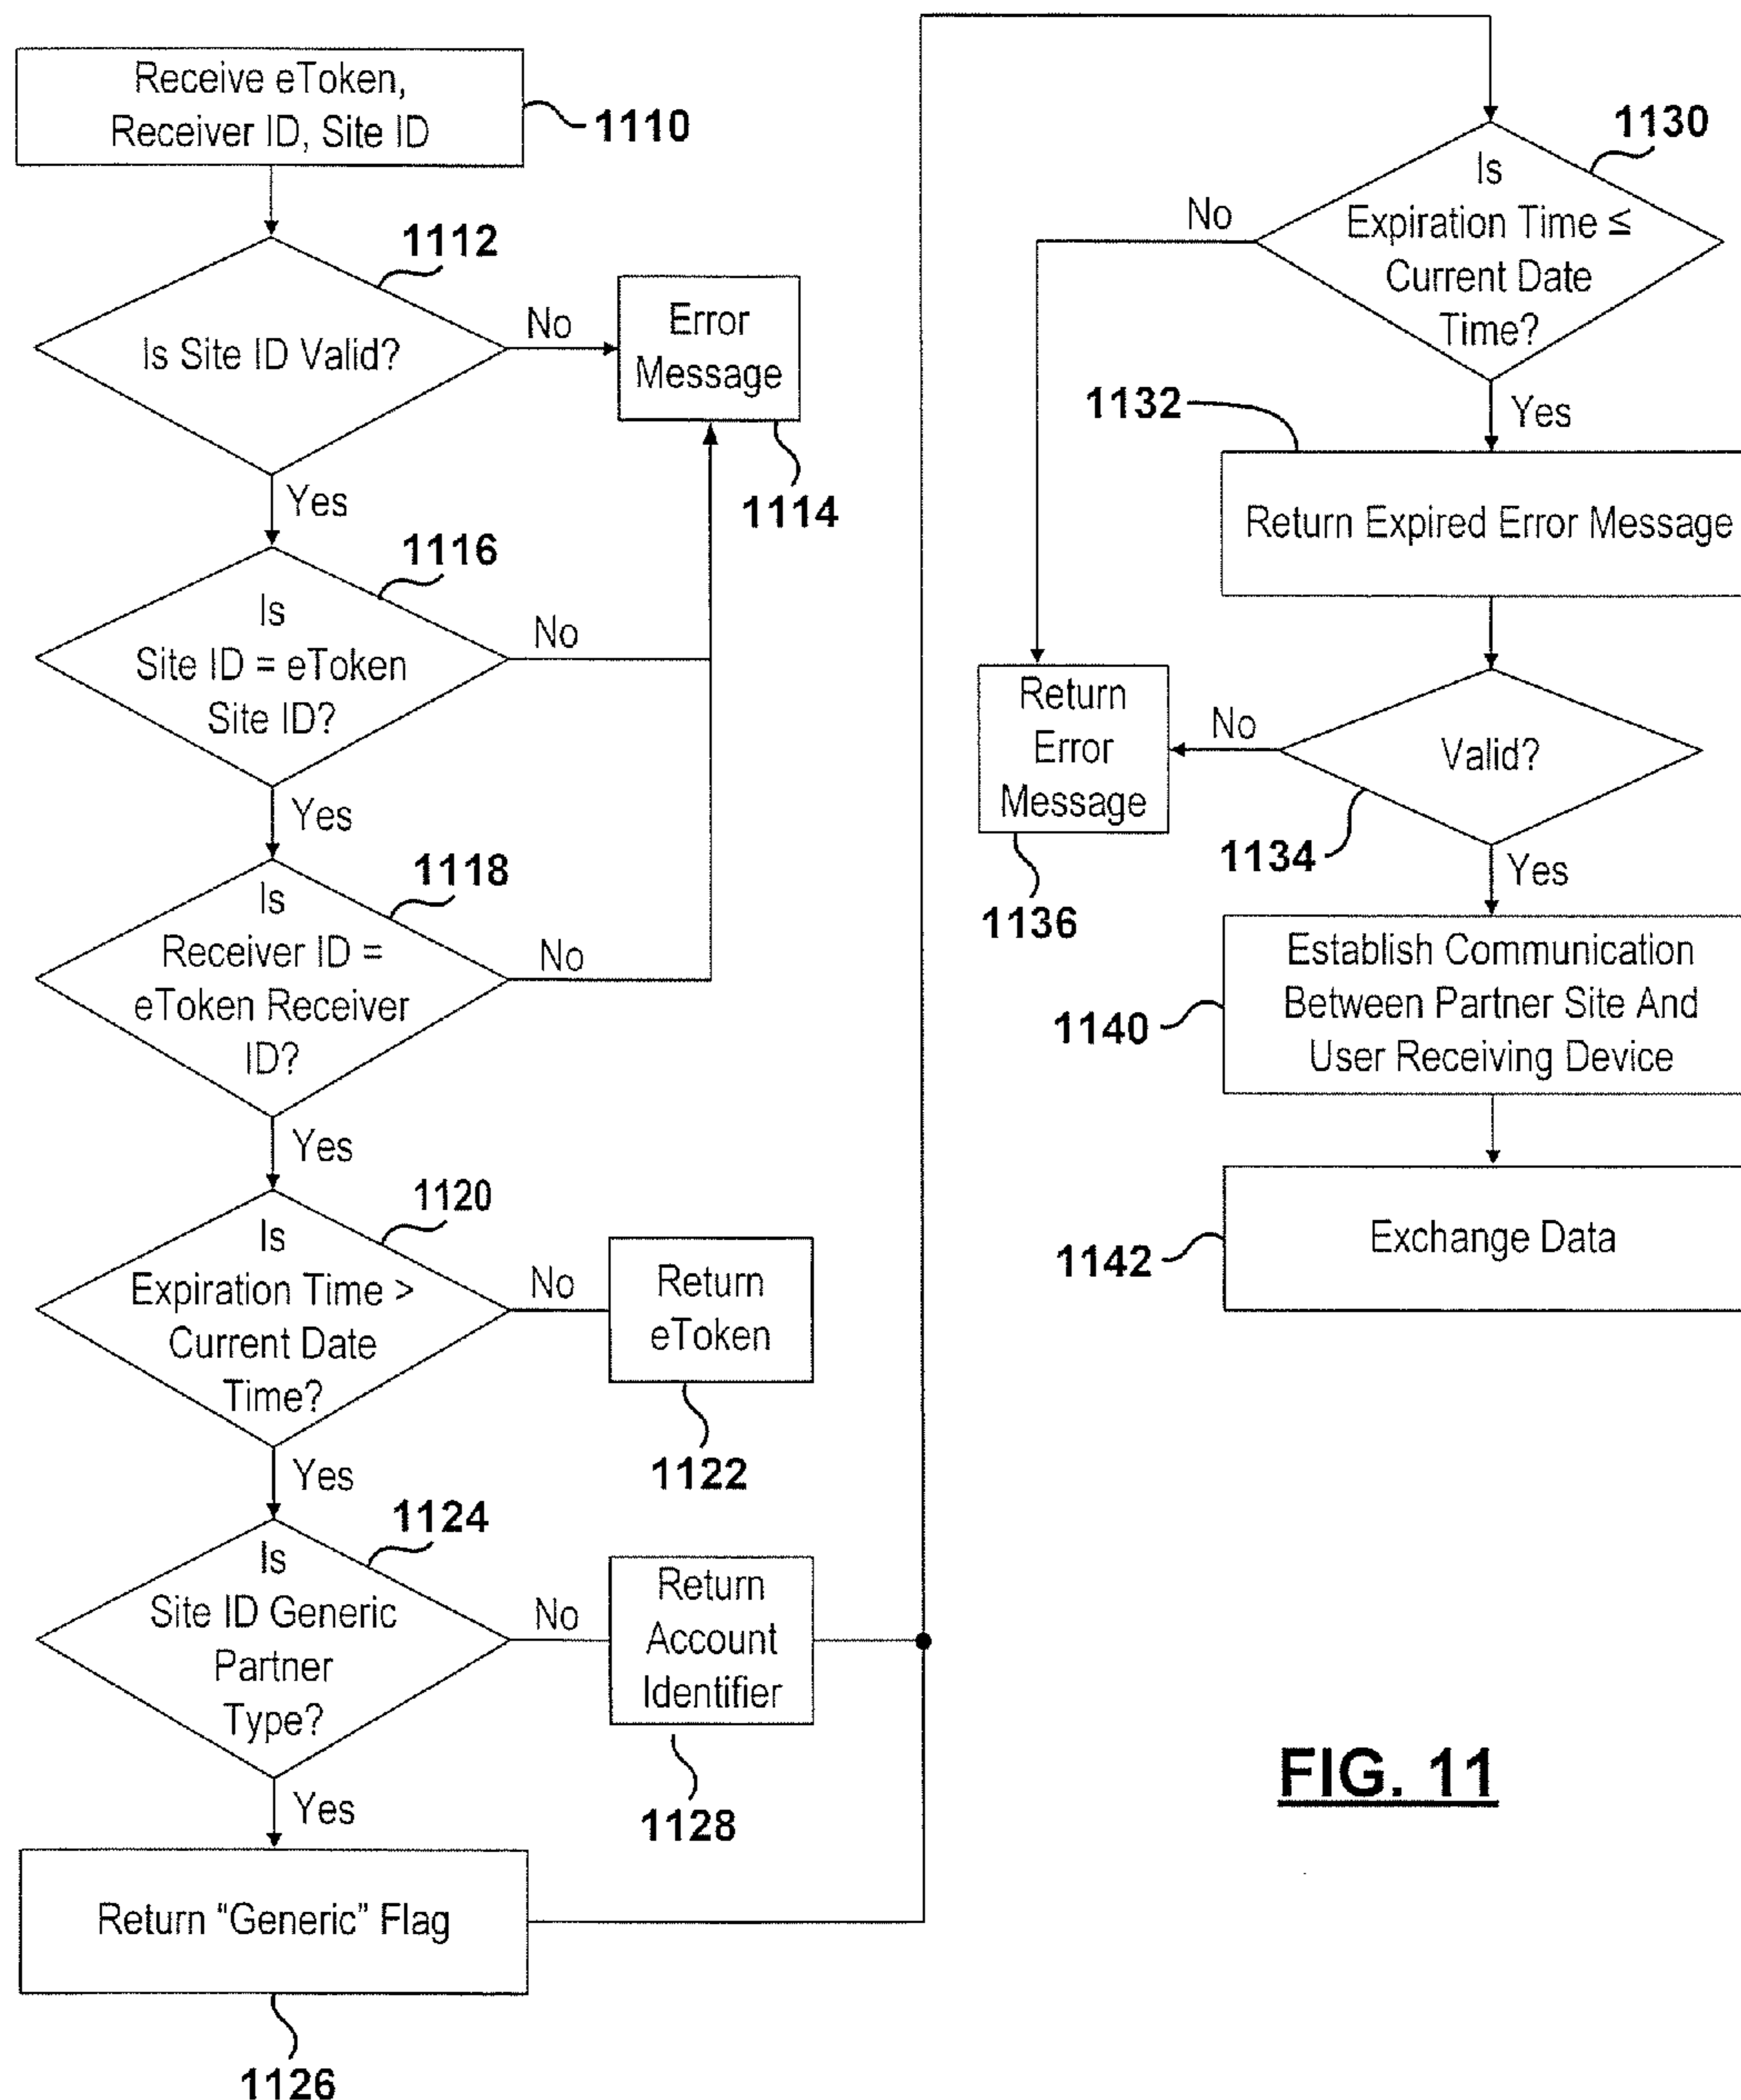 Receive eToken,
Receiver ID, Site ID
1110
1112
Is Site ID Valid?
No
Error
Message
1114
Yes
1116
Is
Site ID = eToken
Site ID?
No
Yes
1118
Is
Receiver ID =
eToken Receiver
ID?
No
Yes
1120
Is
Expiration Time >
Current Date
Time?
No
Return
eToken
1122
Yes
1124
Is
Site ID Generic
Partner
Type?
No
Return
Account
Identifier
1128
Yes
Return “Generic” Flag
1126
1130
Is
Expiration Time ≤
Current Date
Time?
No
Yes
1132
Return Expired Error Message
Valid?
1134
No
Return
Error
Message
1136
Yes
Establish Communication
Between Partner Site And
User Receiving Device
1140
Exchange Data
1142
FIG. 11